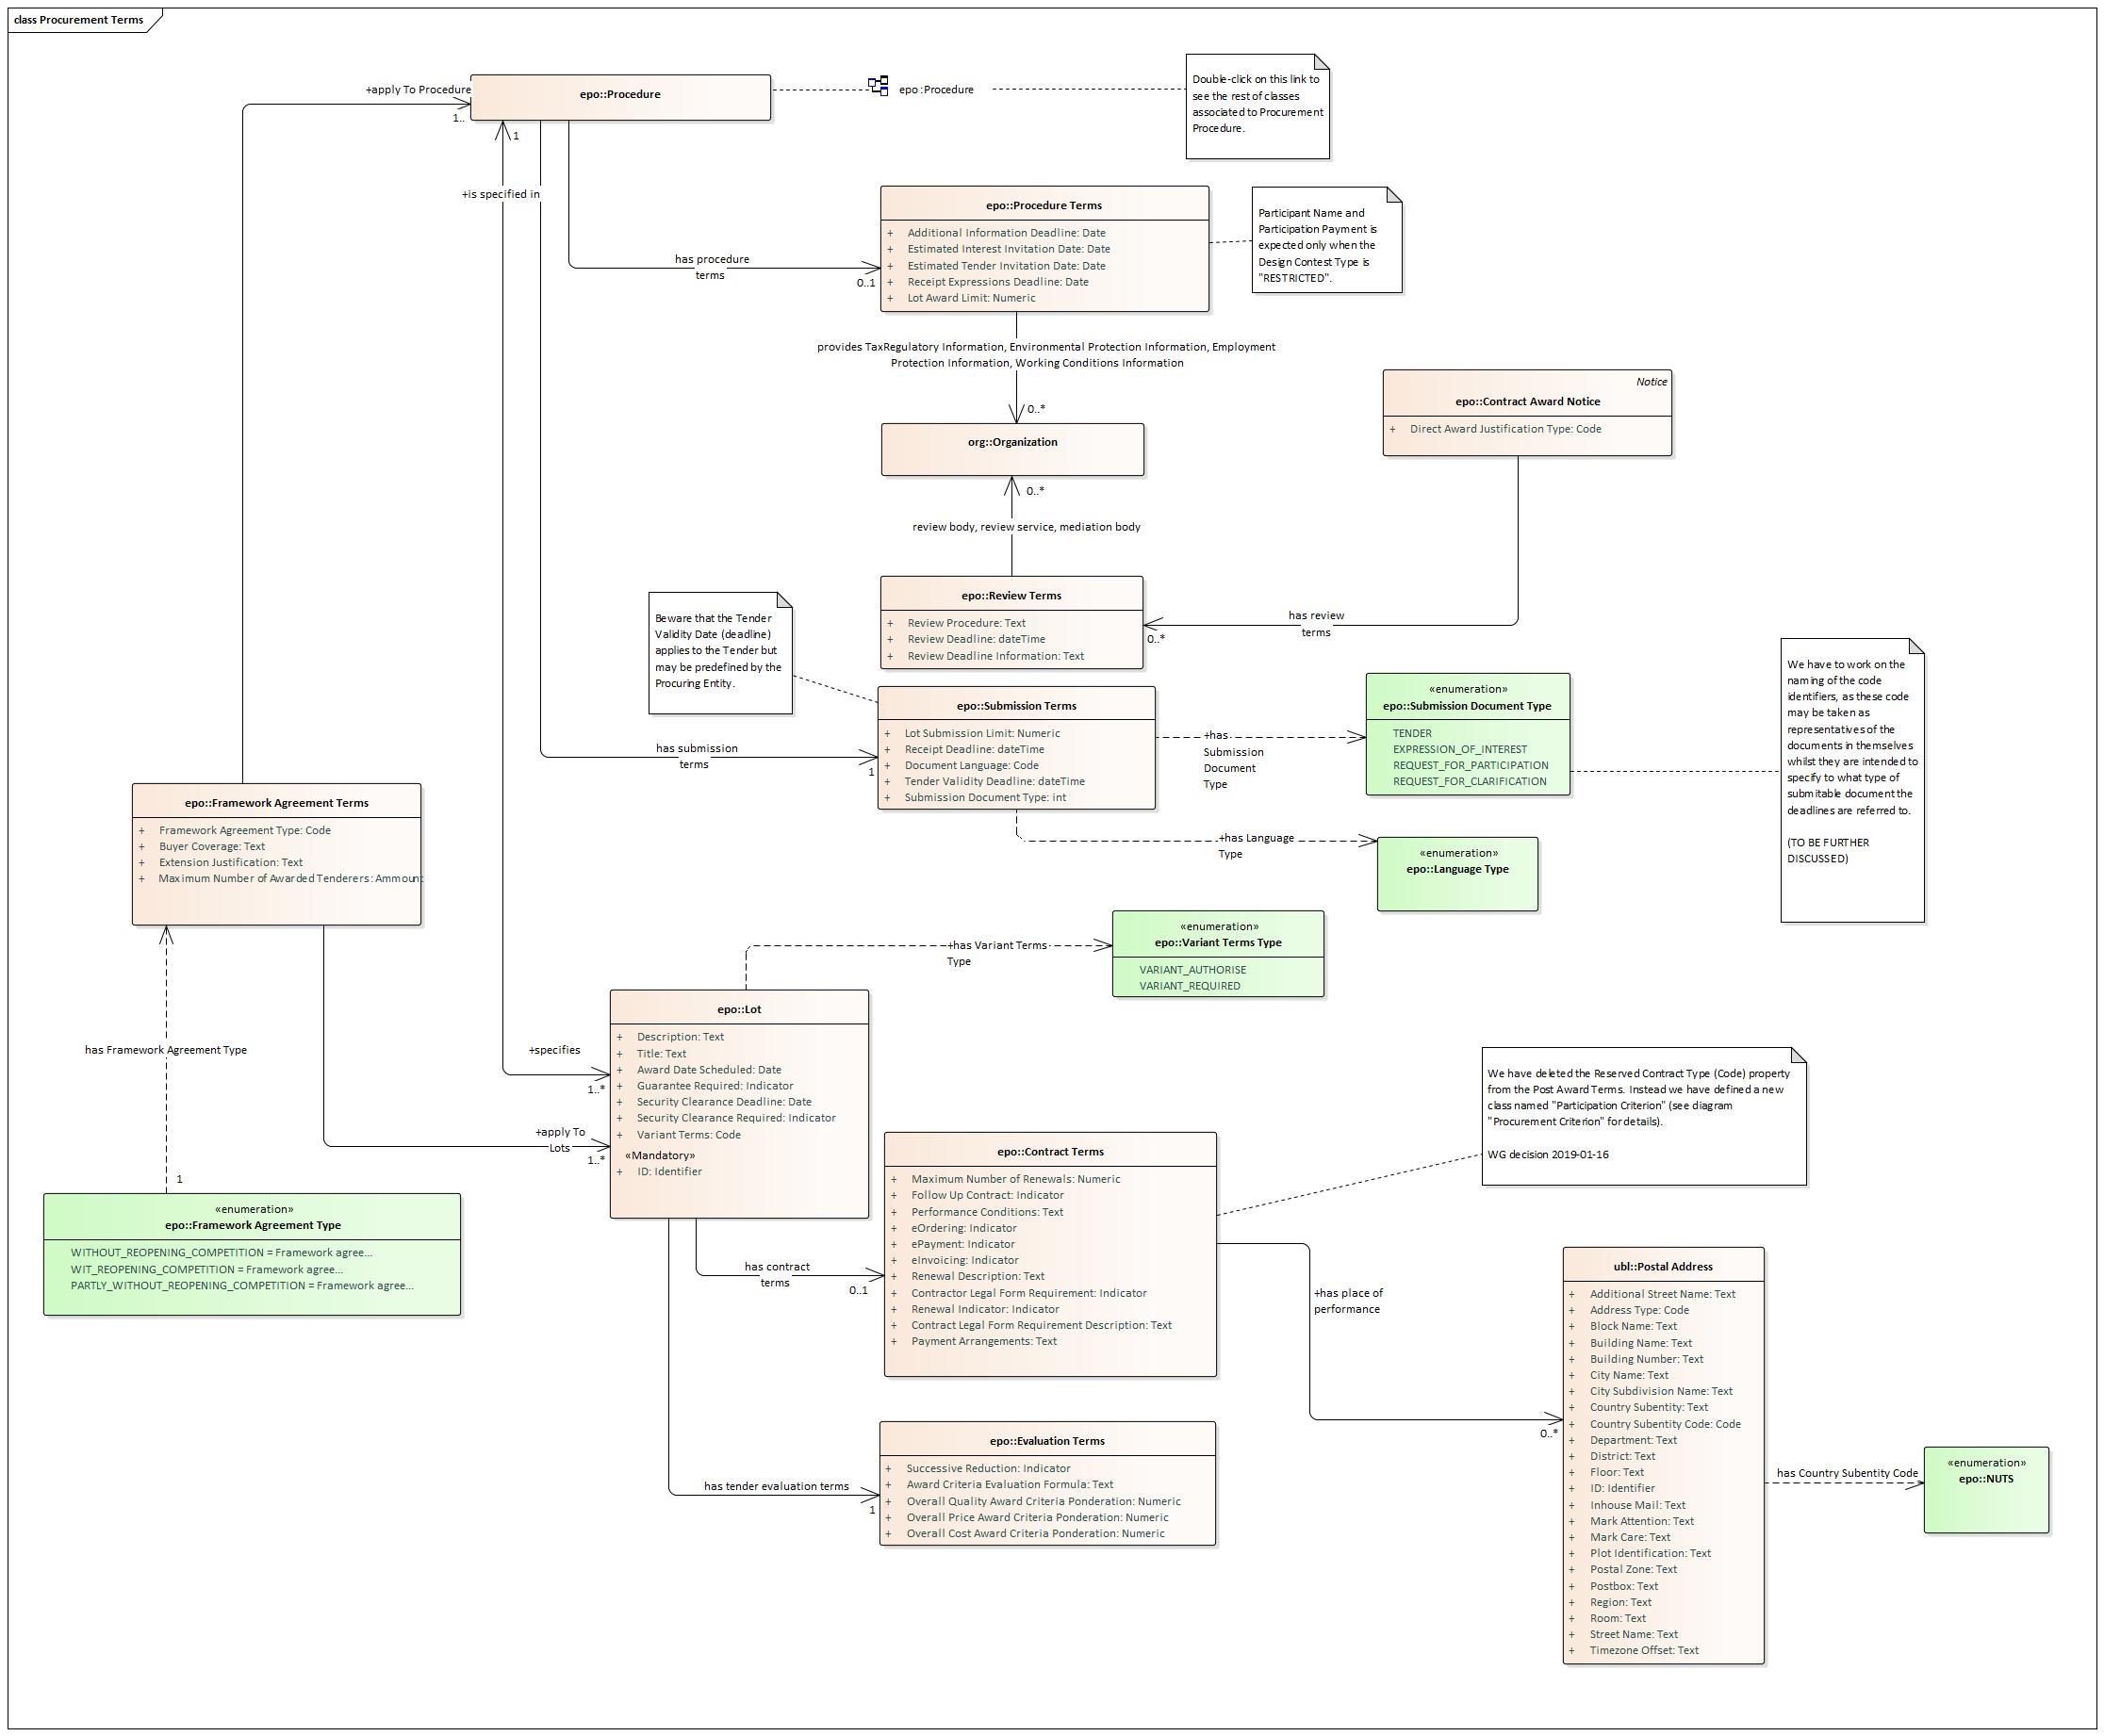 class Procurement Terms
+apply To Procedure
1..
epo::Procedure
epo :Procedure
Double-click on this link to
see the rest of classes
associated to Procurement
Procedure.
1
+is specified in
has procedure
terms
0..1
epo::Procedure Terms
+ Additional Information Deadline: Date
+ Estimated Interest Invitation Date: Date
+ Estimated Tender Invitation Date: Date
+ Receipt Expressions Deadline: Date
+ Lot Award Limit: Numeric
Participant Name and
Participation Payment is
expected only when the
Design Contest Type is
"RESTRICTED".
provides TaxRegulatory Information, Environmental Protection Information, Employment
Protection Information, Working Conditions Information
0..*
org::Organization
0..*
review body, review service, mediation body
Notice
epo::Contract Award Notice
+ Direct Award Justification Type: Code
has review
terms
0..*
epo::Review Terms
+ Review Procedure: Text
+ Review Deadline: dateTime
+ Review Deadline Information: Text
Beware that the Tender
Validity Date (deadline)
applies to the Tender but
may be predefined by the
Procuring Entity.
has submission
terms
1
epo::Submission Terms
+ Lot Submission Limit: Numeric
+ Receipt Deadline: dateTime
+ Document Language: Code
+ Tender Validity Deadline: dateTime
+ Submission Document Type: int
+has
Submission
Document
Type
«enumeration»
epo::Submission Document Type
TENDER
EXPRESSION_OF_INTEREST
REQUEST_FOR_PARTICIPATION
REQUEST_FOR_CLARIFICATION
We have to work on the
naming of the code
identifiers, as these code
may be taken as
representatives of the
documents in themselves
whilst they are intended to
specify to what type of
submitable document the
deadlines are referred to.
(TO BE FURTHER
DISCUSSED)
+has Language
Type
«enumeration»
epo::Language Type
epo::Framework Agreement Terms
+ Framework Agreement Type: Code
+ Buyer Coverage: Text
+ Extension Justification: Text
+ Maximum Number of Awarded Tenderers: Ammount
has Framework Agreement Type
1
«enumeration»
epo::Framework Agreement Type
WITHOUT_REOPENING_COMPETITION = Framework agree...
WIT_REOPENING_COMPETITION = Framework agree...
PARTLY_WITHOUT_REOPENING_COMPETITION = Framework agree...
+has Variant Terms
Type
«enumeration»
epo::Variant Terms Type
VARIANT_AUTHORISE
VARIANT_REQUIRED
+specifies
1..*
+apply To
Lots
1..*
epo::Lot
+ Description: Text
+ Title: Text
+ Award Date Scheduled: Date
+ Guarantee Required: Indicator
+ Security Clearance Deadline: Date
+ Security Clearance Required: Indicator
+ Variant Terms: Code
«Mandatory»
+ ID: Identifier
We have deleted the Reserved Contract Type (Code) property
from the Post Award Terms. Instead we have defined a new
class named "Participation Criterion" (see diagram
"Procurement Criterion" for details).
WG decision 2019-01-16
has contract
terms
0..1
epo::Contract Terms
+ Maximum Number of Renewals: Numeric
+ Follow Up Contract: Indicator
+ Performance Conditions: Text
+ eOrdering: Indicator
+ ePayment: Indicator
+ eInvoicing: Indicator
+ Renewal Description: Text
+ Contractor Legal Form Requirement: Indicator
+ Renewal Indicator: Indicator
+ Contract Legal Form Requirement Description: Text
+ Payment Arrangements: Text
+has place of
performance
0..*
has tender evaluation terms
1
epo::Evaluation Terms
+ Successive Reduction: Indicator
+ Award Criteria Evaluation Formula: Text
+ Overall Quality Award Criteria Ponderation: Numeric
+ Overall Price Award Criteria Ponderation: Numeric
+ Overall Cost Award Criteria Ponderation: Numeric
ubl::Postal Address
+ Additional Street Name: Text
+ Address Type: Code
+ Block Name: Text
+ Building Name: Text
+ Building Number: Text
+ City Name: Text
+ City Subdivision Name: Text
+ Country Subentity: Text
+ Country Subentity Code: Code
+ Department: Text
+ District: Text
+ Floor: Text
+ ID: Identifier
+ Inhouse Mail: Text
+ Mark Attention: Text
+ Mark Care: Text
+ Plot Identification: Text
+ Postal Zone: Text
+ Postbox: Text
+ Region: Text
+ Room: Text
+ Street Name: Text
+ Timezone Offset: Text
has Country Subentity Code
«enumeration»
epo::NUTS